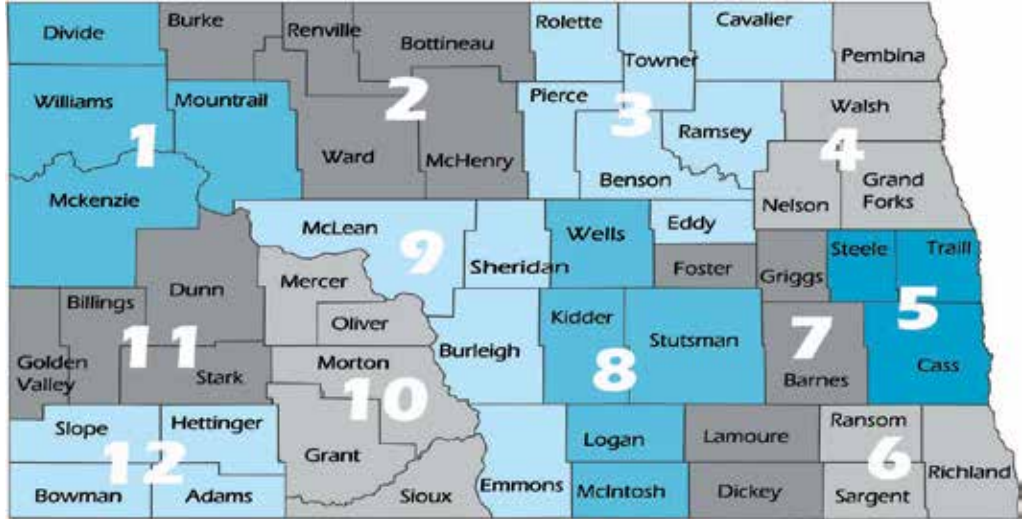 Divide
Burke
Renville
Bottineau
Rolette
Cavalier
Towner
Pembina
Williams
Mountrail
2
Pierce
3
Walsh
1
Ward
McHenry
Ramsey
4
Mckenzie
Benson
Nelson
Grand
Forks
McLean
9
Sheridan
Wells
Eddy
Steele
Traill
Billings
Dunn
Mercer
Foster
Griggs
5
Oliver
Kidder
Stutsman
7
Golden
Valley
11
Stark
Morton
Burleigh
8
Barnes
Cass
10
Slope
Hettinger
Grant
Logan
Lamoure
Ransom
6
12
Richland
Bowman
Adams
Sioux
Emmons
McIntosh
Dickey
Sargent